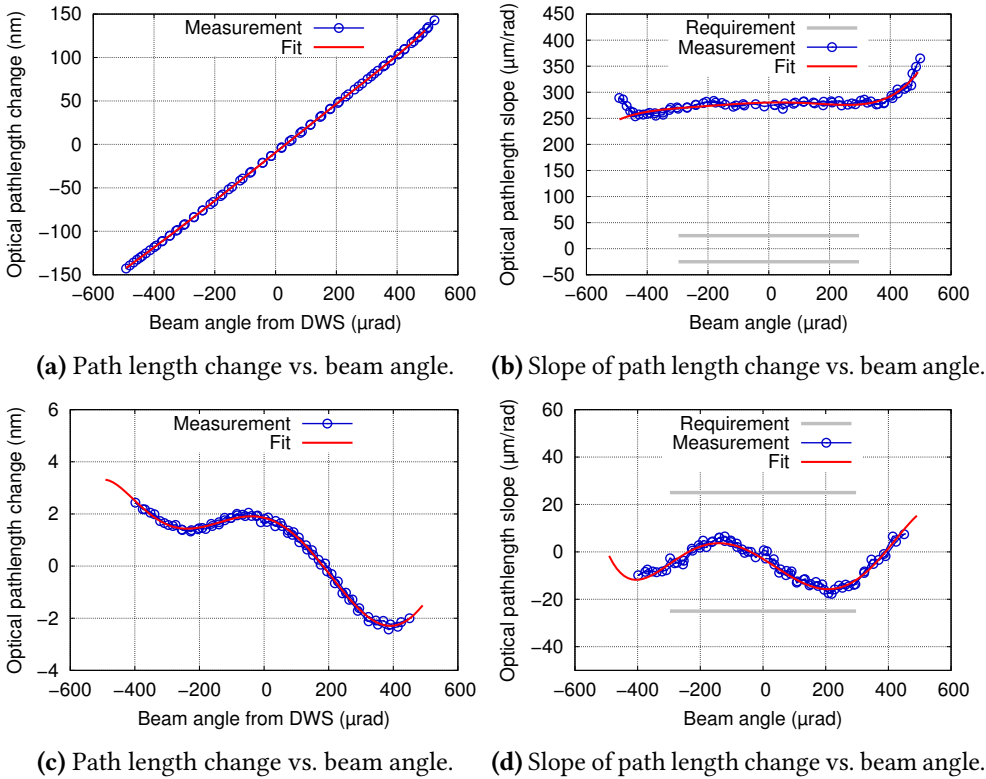 Optical pathlength change (nm)
150
100
50
0
−50
−100
−150
−600 −400 −200 0 200 400 600
Measurement
Fit
Beam angle from DWS (µrad)
(a) Path length change vs. beam angle.
Optical pathlength slope (µm/rad)
450
400
350
300
250
200
150
100
50
0
−50
−600 −400 −200 0 200 400 600
Requirement
Measurement
Fit
Beam angle (µrad)
(b) Slope of path length change vs. beam angle.
Optical pathlength change (nm)
6
4
2
0
−2
−4
−600 −400 −200 0 200 400 600
Measurement
Fit
Beam angle from DWS (µrad)
(c) Path length change vs. beam angle.
Optical pathlength slope (µm/rad)
60
40
20
0
−20
−40
−600 −400 −200 0 200 400 600
Requirement
Measurement
Fit
Beam angle (µrad)
(d) Slope of path length change vs. beam angle.